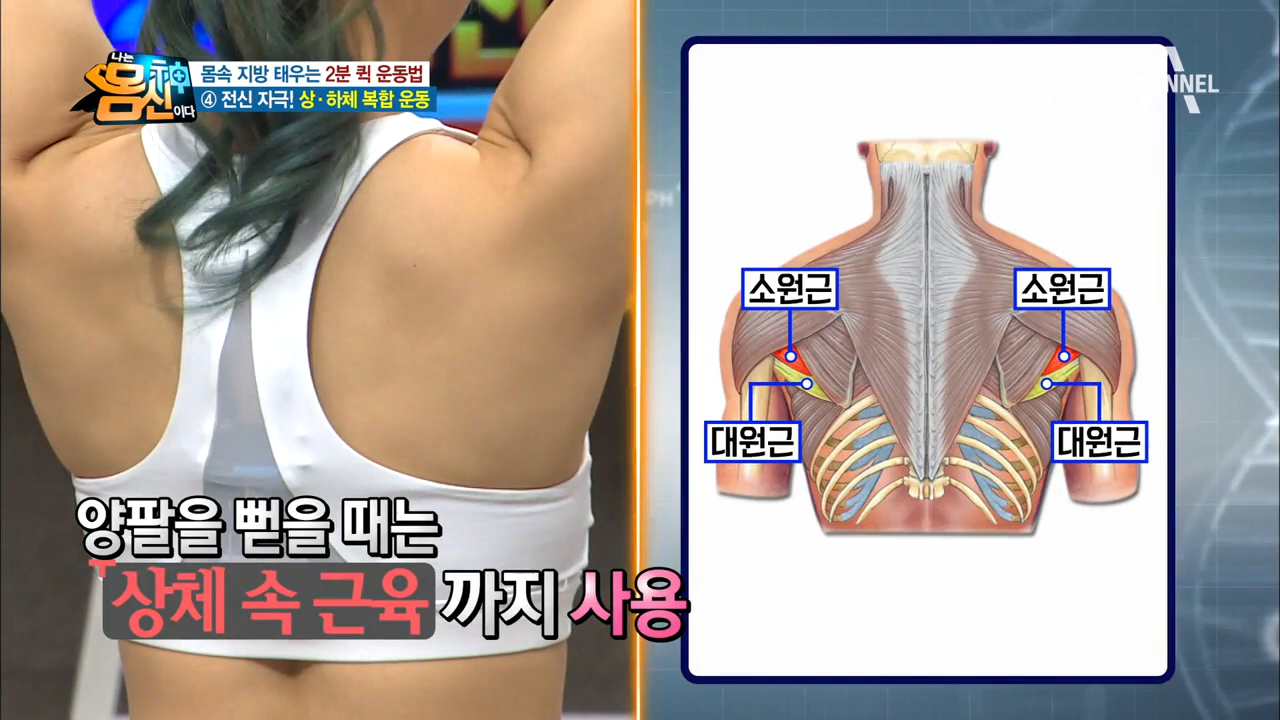 나는
몸神
신이다
몸속 지방 태우는 2분 퀵 운동법
④ 전신 자극! 상·하체 복합 운동
CHANNEL A
PH
소원근
소원근
대원근
대원근
양팔을 뻗을 때는
상체 속 근육까지 사용